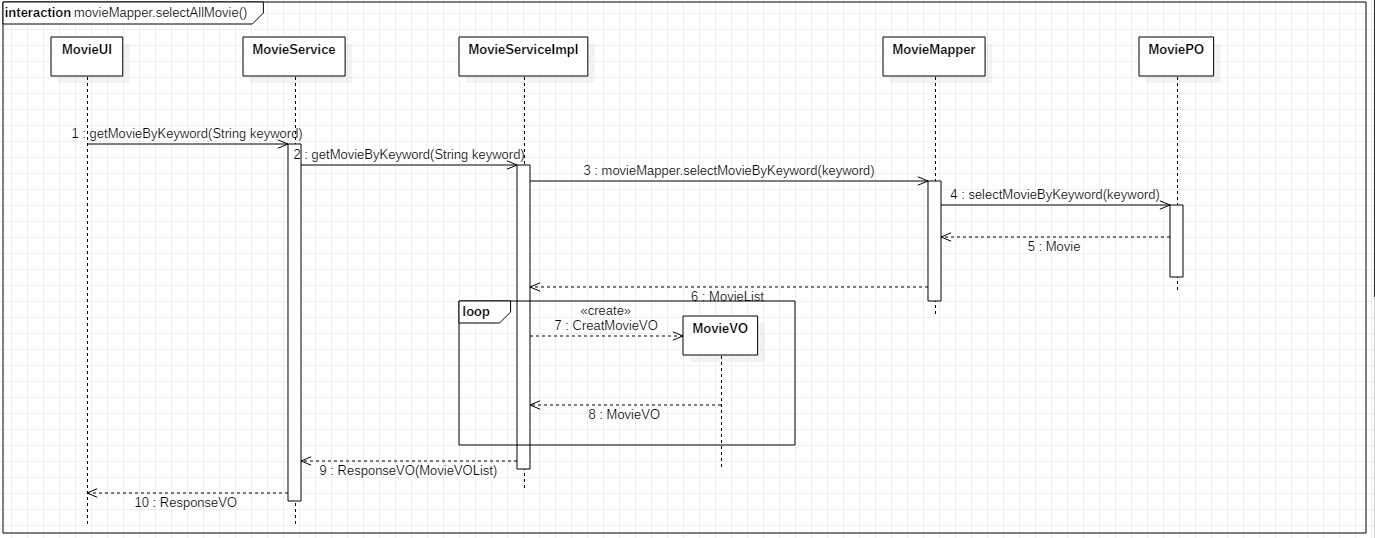 interaction movieMapper.selectAllMovie()
MovieUI
MovieService
MovieServiceImpl
MovieMapper
MoviePO
1 : getMovieByKeyword(String keyword)
2 : getMovieByKeyword(String keyword)
3 : movieMapper.selectMovieByKeyword(keyword)
4 : selectMovieByKeyword(keyword)
5 : Movie
6 : MovieList
loop
«create»
7 : CreatMovieVO
MovieVO
8 : MovieVO
9 : ResponseVO(MovieVOList)
10 : ResponseVO